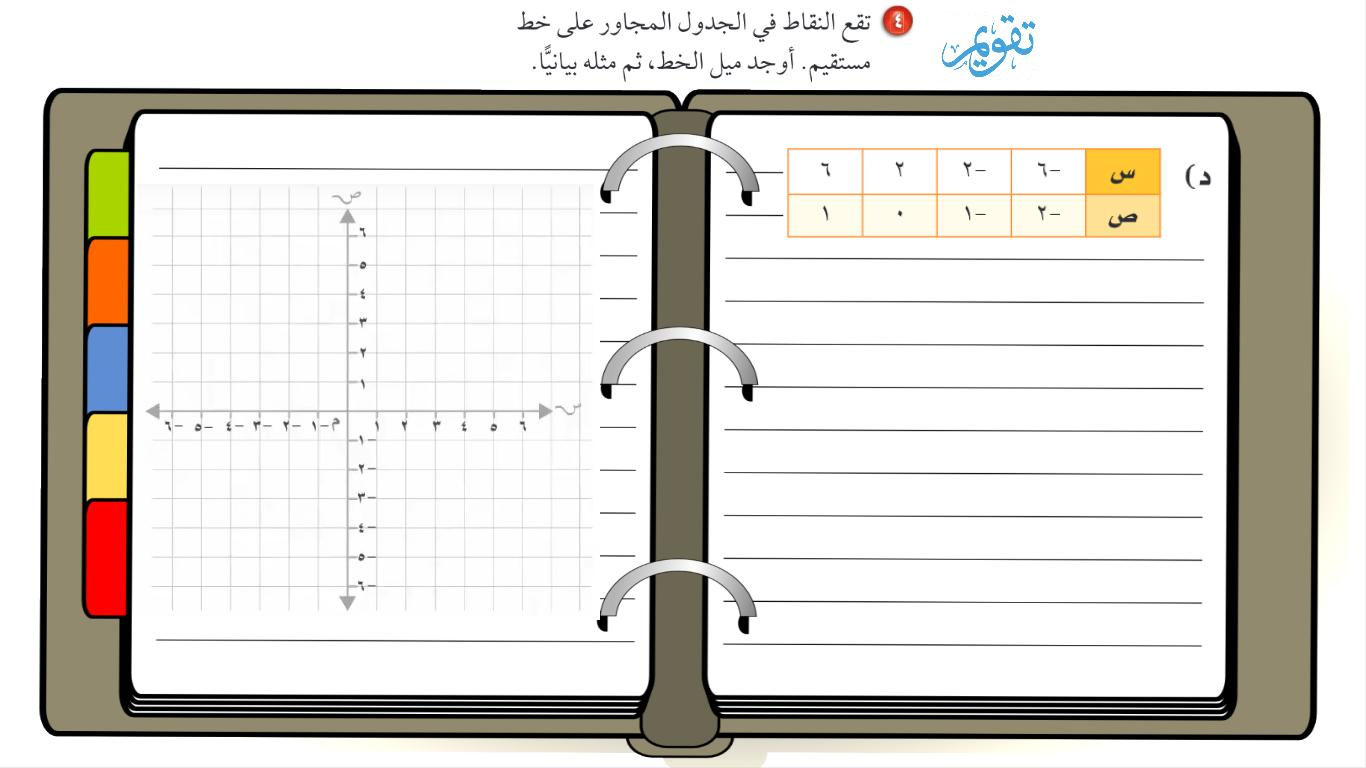 تقويم
٤ تقع النقاط في الجدول المجاور على خط
مستقيم. أوجد ميل الخط، ثم مثله بيانيًّا.
د)
س -٦ -٢ ٢ ٦
ص -٢ -١ ٠ ١
ص
٦
٥
٤
٣
٢
١
-٦ -٥ -٤ -٣ -٢ -١ م ١ ٢ ٣ ٤ ٥ ٦ س
-١
-٢
-٣
-٤
-٥
-٦